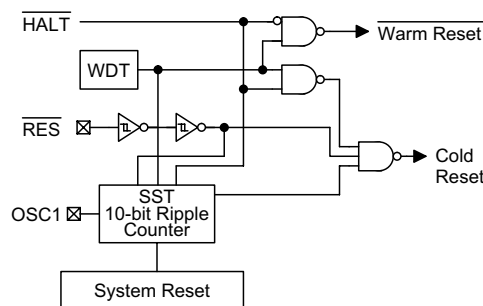 HALT
Warm Reset
WDT
RES
Cold
Reset
SST
10-bit Ripple
Counter
OSC1
System Reset